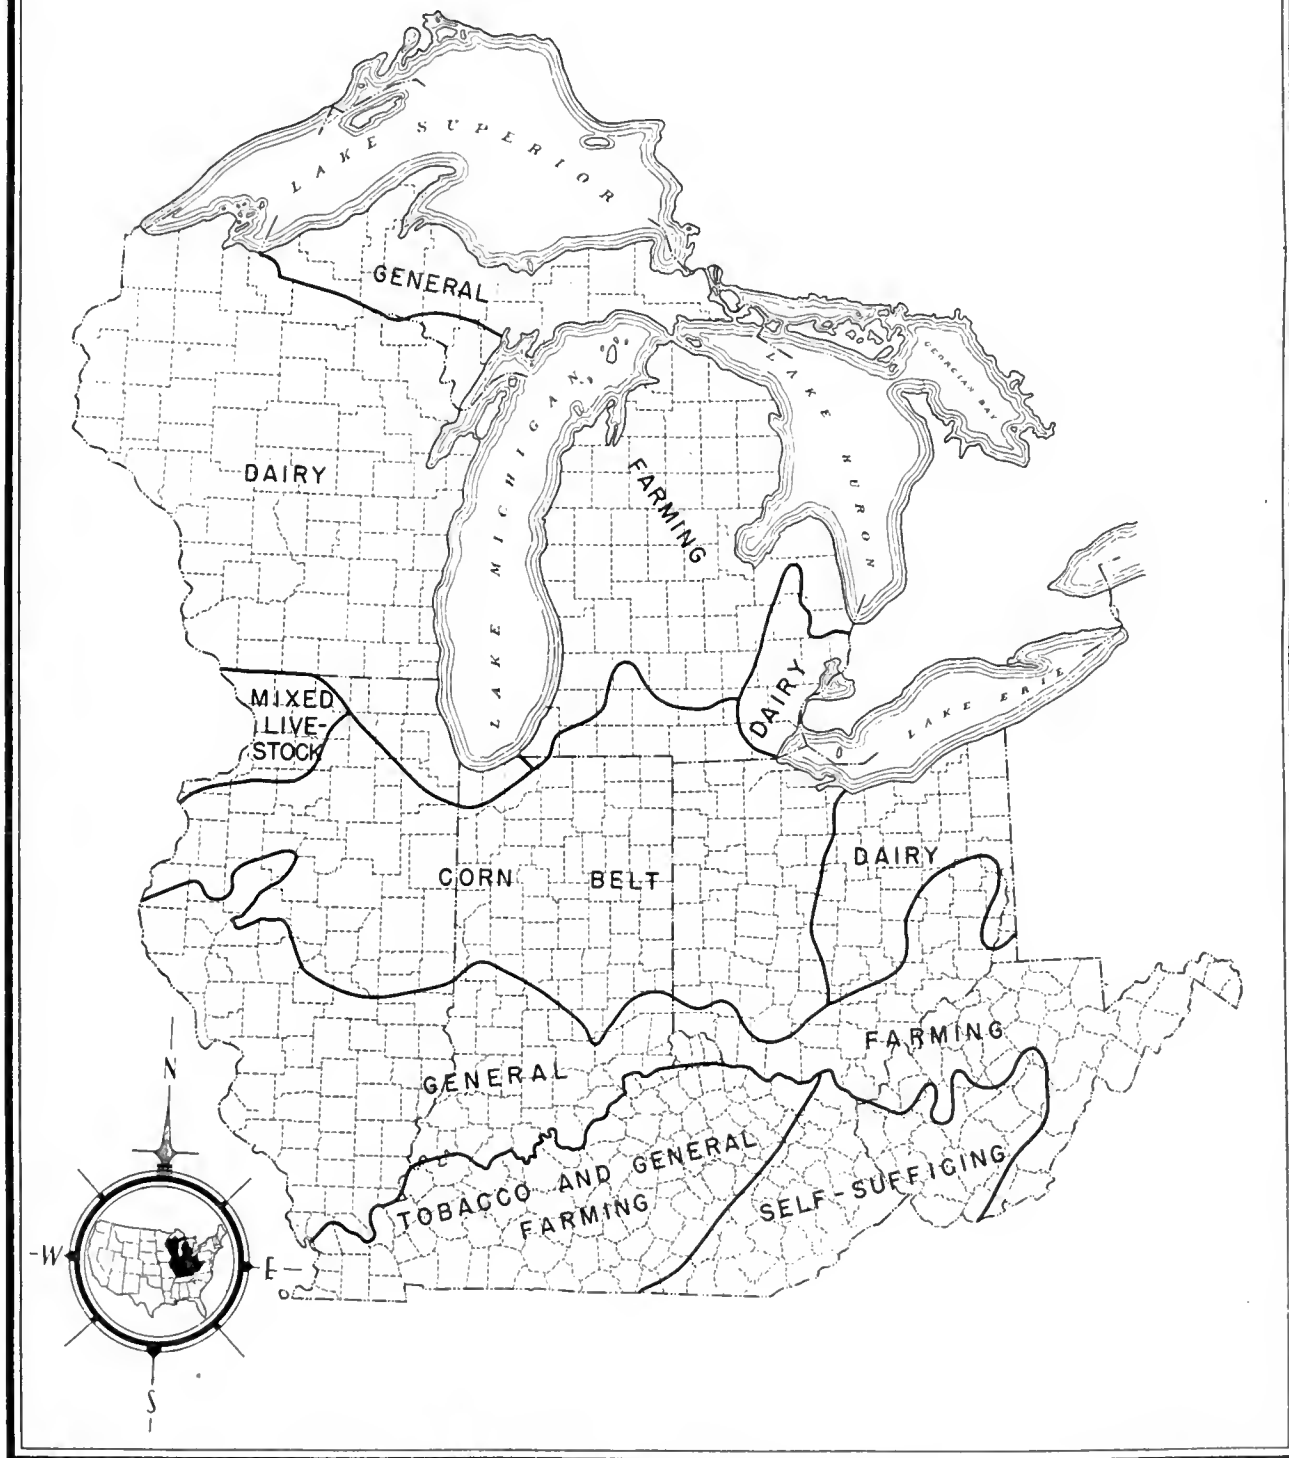 LAKE SUPERIOR
GENERAL
GEORGIAN BAY
LAKE HURON
LAKE MICHIGAN
DAIRY
FARMING
DAIRY
LAKE ERIE
MIXED
LIVE-
STOCK
DAIRY
CORN BELT
FARMING
N
GENERAL
TOBACCO AND GENERAL
FARMING
SELF-SUFFICING
W
E
S